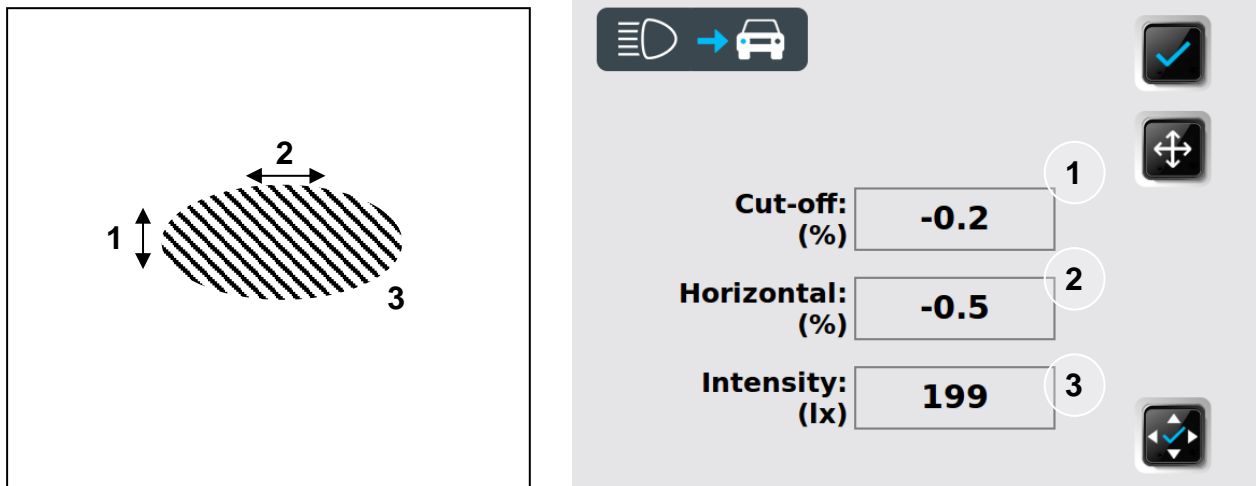 2
1
3
1
Cut-off:
(%)
-0.2
2
Horizontal:
(%)
-0.5
3
Intensity:
(lx)
199